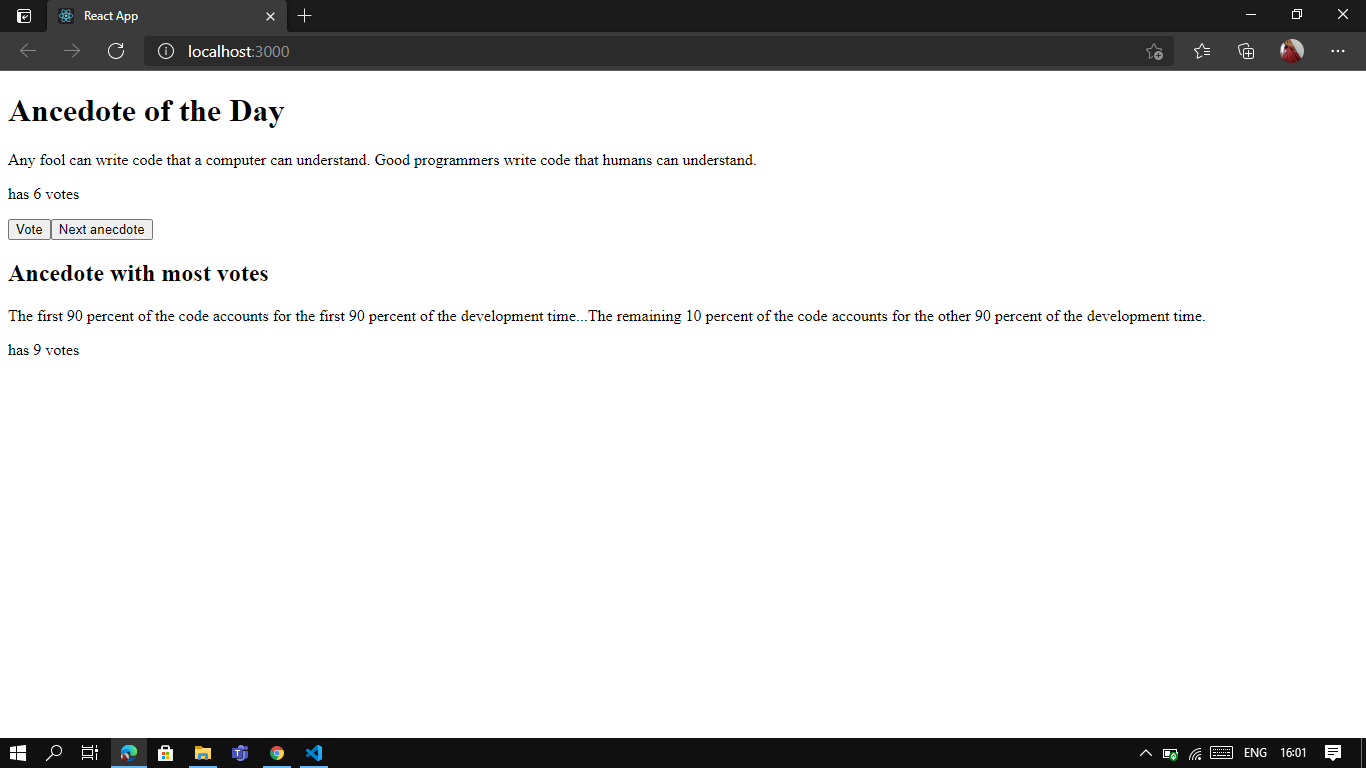 React App
localhost:3000
Ancedote of the Day
Any fool can write code that a computer can understand. Good programmers write code that humans can understand.
has 6 votes
Vote Next anecdote
Ancedote with most votes
The first 90 percent of the code accounts for the first 90 percent of the development time...The remaining 10 percent of the code accounts for the other 90 percent of the development time.
has 9 votes
ENG 16:01